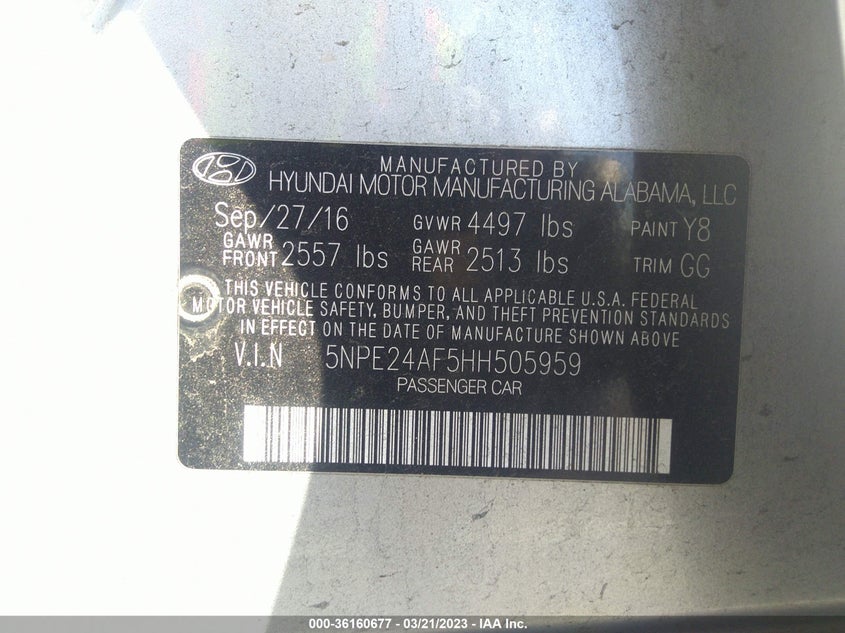 MANUFACTURED BY
HYUNDAI MOTOR MANUFACTURING ALABAMA, LLC
Sep/27/16 GVWR 4497 lbs PAINT Y8
GAWR FRONT 2557 lbs GAWR REAR 2513 lbs TRIM GG
THIS VEHICLE CONFORMS TO ALL APPLICABLE U.S.A. FEDERAL
MOTOR VEHICLE SAFETY, BUMPER, AND THEFT PREVENTION STANDARDS
IN EFFECT ON THE DATE OF MANUFACTURE SHOWN ABOVE
V.I.N 5NPE24AF5HH505959
PASSENGER CAR
000-36160677 - 03/21/2023 - IAAI Inc.